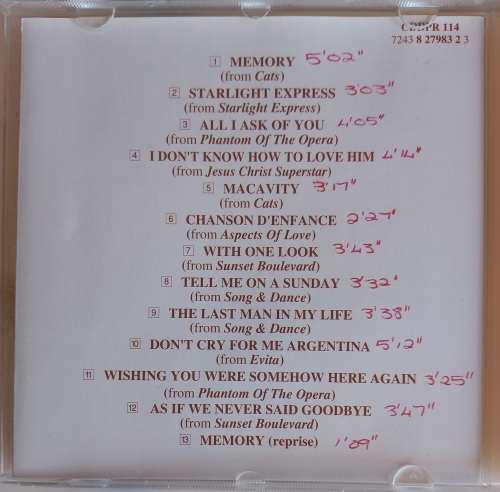 CDDPR 114
7243 8 27983 2 3
1 MEMORY 5'02"
(from Cats)
2 STARLIGHT EXPRESS 3'03"
(from Starlight Express)
3 ALL I ASK OF YOU 4'05"
(from Phantom Of The Opera)
4 I DON'T KNOW HOW TO LOVE HIM 4'14"
(from Jesus Christ Superstar)
5 MACAVITY 3'17"
(from Cats)
6 CHANSON D'ENFANCE 2'27"
(from Aspects Of Love)
7 WITH ONE LOOK 3'43"
(from Sunset Boulevard)
8 TELL ME ON A SUNDAY 3'32"
(from Song & Dance)
9 THE LAST MAN IN MY LIFE 3'38"
(from Song & Dance)
10 DON'T CRY FOR ME ARGENTINA 5'12"
(from Evita)
11 WISHING YOU WERE SOMEHOW HERE AGAIN 3'25"
(from Phantom Of The Opera)
12 AS IF WE NEVER SAID GOODBYE 3'47"
(from Sunset Boulevard)
13 MEMORY (reprise) 1'09"